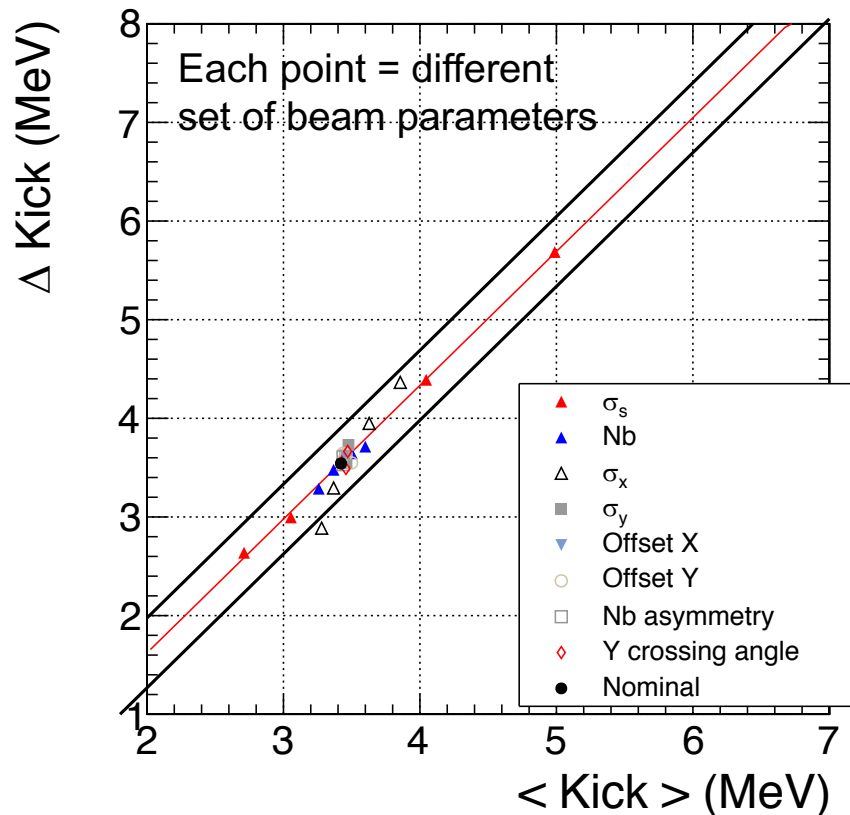 Each point = different
set of beam parameters
Δ Kick (MeV)
8
7
6
5
4
3
2
1
2 3 4 5 6 7
< Kick > (MeV)
σs
Nb
σx
σy
Offset X
Offset Y
Nb asymmetry
Y crossing angle
Nominal